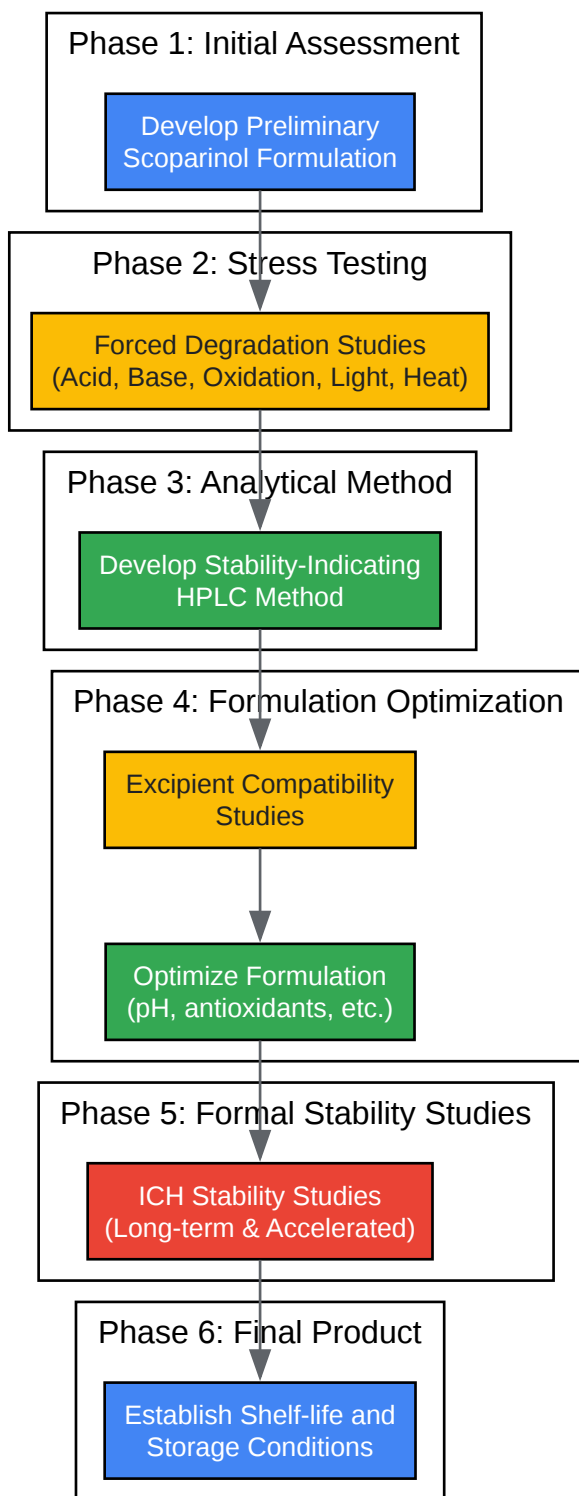 Phase 1: Initial Assessment
Develop Preliminary
Scoparinol Formulation
Phase 2: Stress Testing
Forced Degradation Studies
(Acid, Base, Oxidation, Light, Heat)
Phase 3: Analytical Method
Develop Stability-Indicating
HPLC Method
Phase 4: Formulation Optimization
Excipient Compatibility
Studies
Optimize Formulation
(pH, antioxidants, etc.)
Phase 5: Formal Stability Studies
ICH Stability Studies
(Long-term & Accelerated)
Phase 6: Final Product
Establish Shelf-life and
Storage Conditions